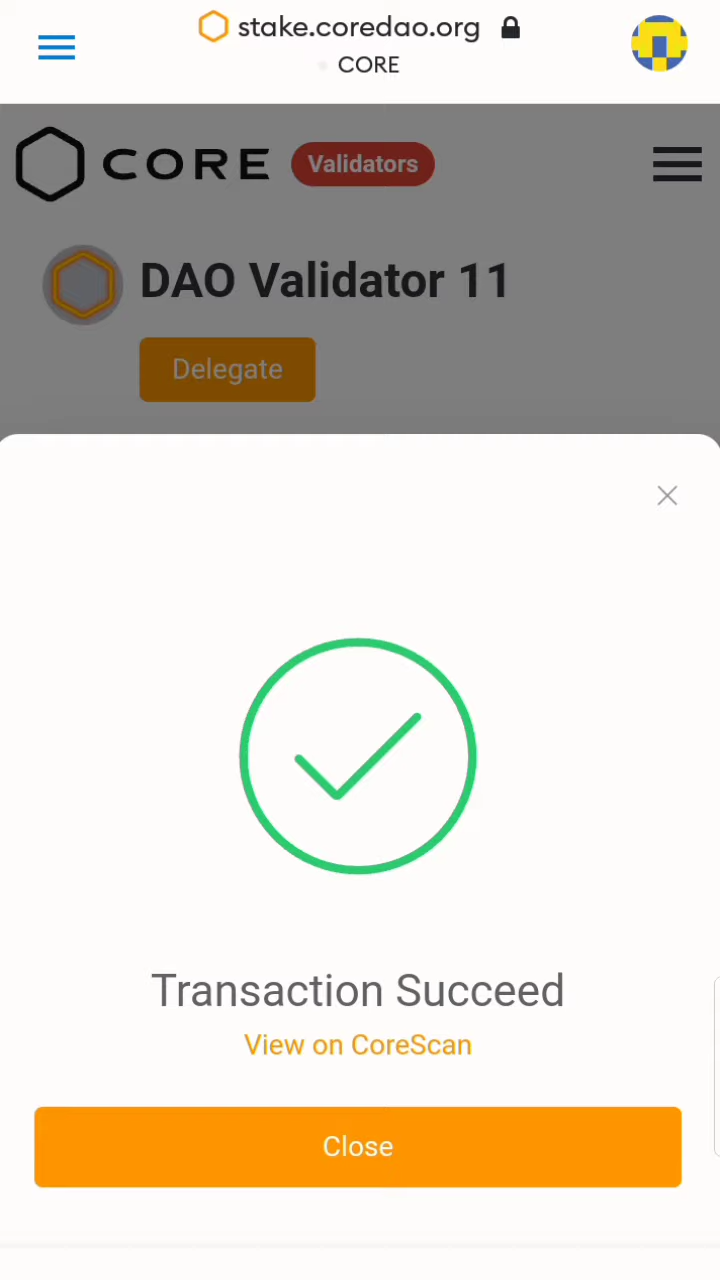 stake.coredao.org
CORE
CORE Validators
DAO Validator 11
Delegate
Transaction Succeed
View on CoreScan
Close